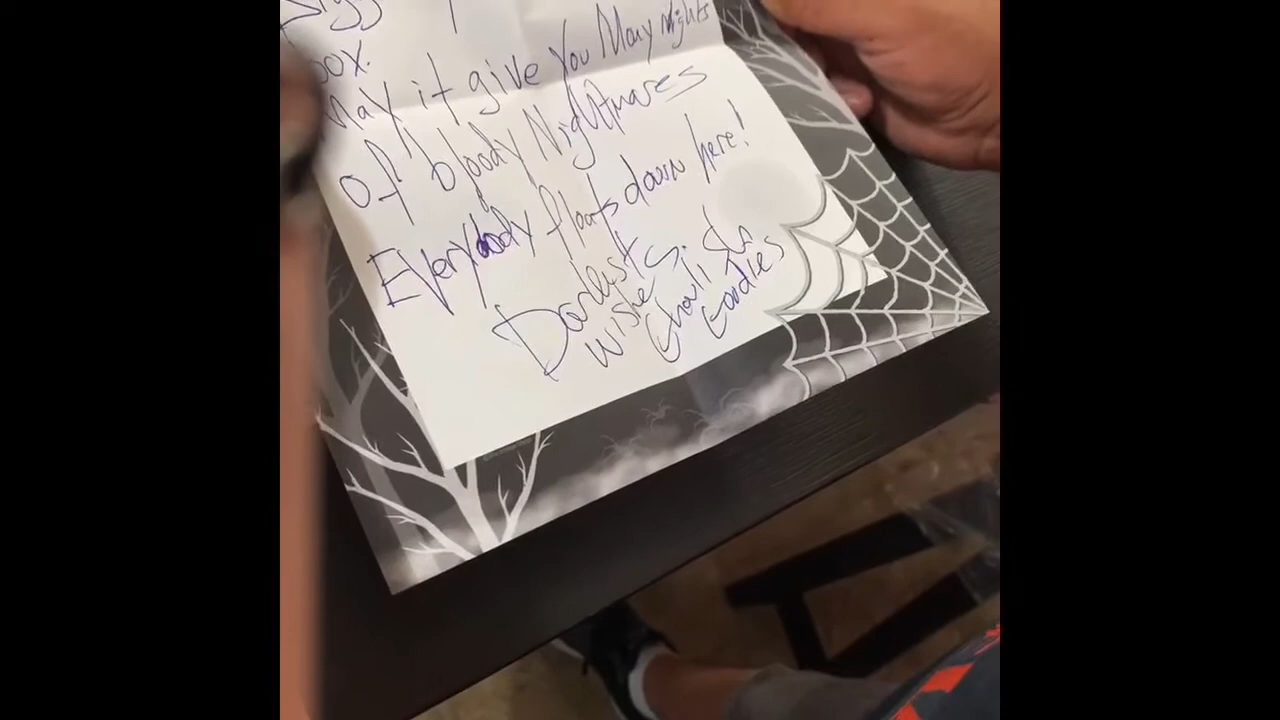 box.
May it give You Many Nights
Of bloody Nightmares
Everybody floats down here!
Darkest
wishes
Ghoulish
Goodies